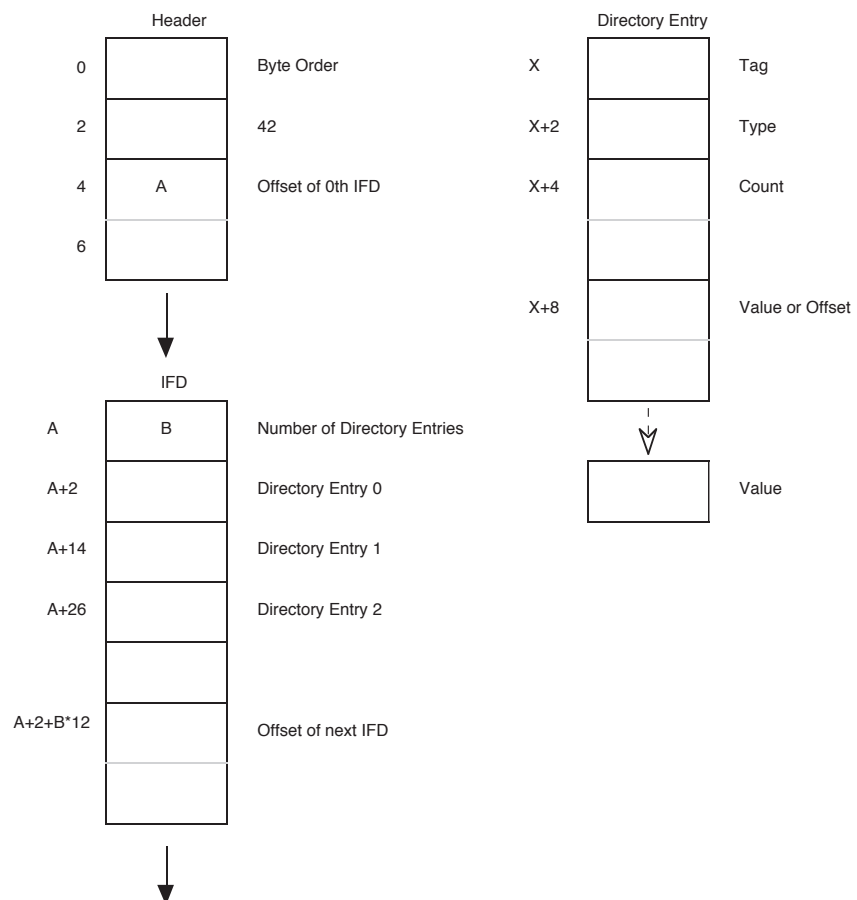 Header
0
Byte Order
2
42
4
A
Offset of 0th IFD
6
IFD
A
B
Number of Directory Entries
A+2
Directory Entry 0
A+14
Directory Entry 1
A+26
Directory Entry 2
A+2+B*12
Offset of next IFD
Directory Entry
X
Tag
X+2
Type
X+4
Count
X+8
Value or Offset
Value